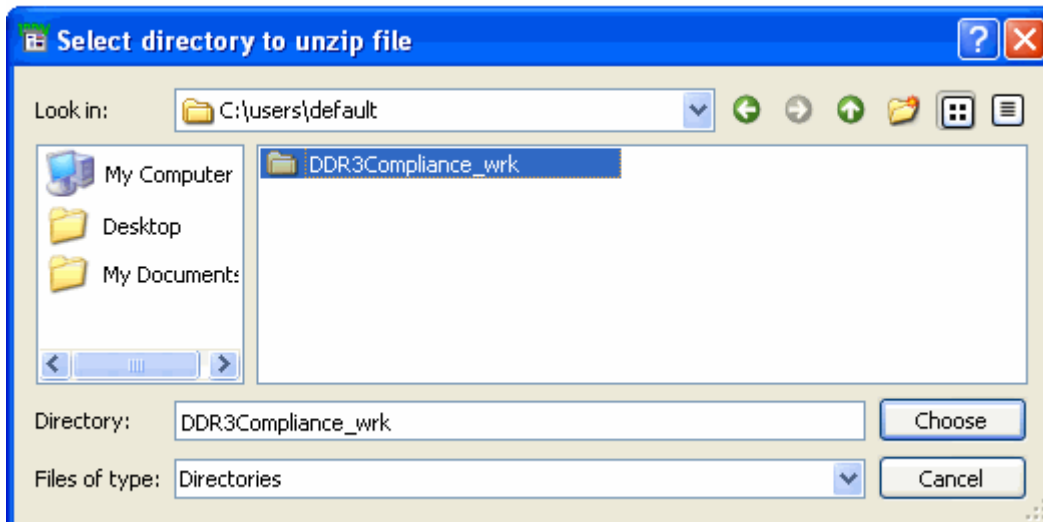 Select directory to unzip file
Look in: C:\users\default
My Computer
Desktop
My Documents
DDR3Compliance_wrk
Directory: DDR3Compliance_wrk Choose
Files of type: Directories Cancel